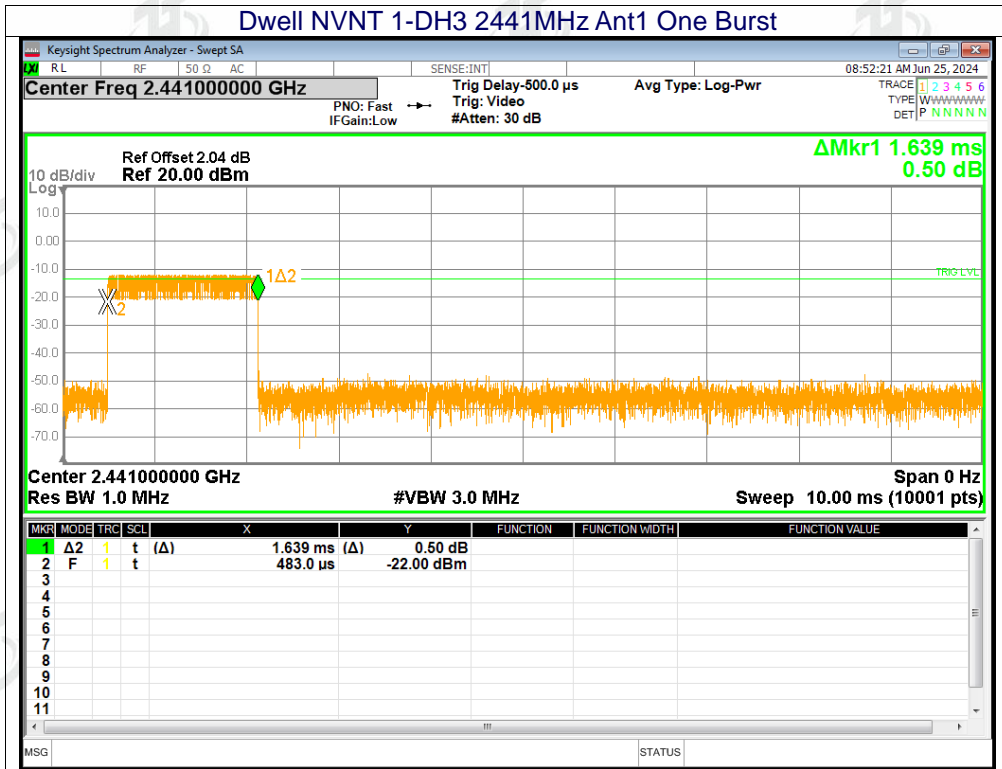 Dwell NVNT 1-DH3 2441MHz Ant1 One Burst
Keysight Spectrum Analyzer - Swept SA
LXI RL RF 50 Ω AC SENSE:INT 08:52:21 AM Jun 25, 2024
Center Freq 2.441000000 GHz Trig Delay-500.0 µs Avg Type: Log-Pwr TRACE 1 2 3 4 5 6
PNO: Fast Trig: Video TYPE WWWWWWW
IFGain:Low #Atten: 30 dB DET P N N N N N
ΔMkr1 1.639 ms
0.50 dB
Ref Offset 2.04 dB
10 dB/div Ref 20.00 dBm
Log
10.0
0.00
-10.0
TRIG LVL
1Δ2
-20.0
2
-30.0
-40.0
-50.0
-60.0
-70.0
Center 2.441000000 GHz Span 0 Hz
Res BW 1.0 MHz #VBW 3.0 MHz Sweep 10.00 ms (10001 pts)
MKR MODE TRC SCL X Y FUNCTION FUNCTION WIDTH FUNCTION VALUE
1 Δ2 1 t (Δ) 1.639 ms (Δ) 0.50 dB
2 F 1 t 483.0 µs -22.00 dBm
3
4
5
6
7
8
9
10
11
MSG STATUS